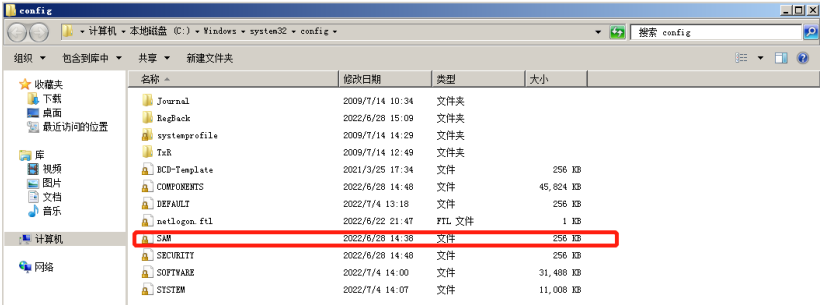 config
计算机 本地磁盘 (C:) Windows system32 config
搜索 config
组织 包含到库中 共享 新建文件夹
名称 修改日期 类型 大小
收藏夹
下载
桌面
最近访问的位置
库
视频
图片
文档
音乐
计算机
网络
Journal 2009/7/14 10:34 文件夹
RegBack 2022/6/28 15:09 文件夹
systemprofile 2009/7/14 14:29 文件夹
TxR 2009/7/14 12:49 文件夹
BCD-Template 2021/3/25 17:34 文件 256 KB
COMPONENTS 2022/6/28 14:48 文件 45,824 KB
DEFAULT 2022/7/4 13:18 文件 256 KB
netlogon.ftl 2022/6/22 21:47 FTL 文件 1 KB
SAM 2022/6/28 14:38 文件 256 KB
SECURITY 2022/6/28 14:48 文件 256 KB
SOFTWARE 2022/7/4 14:00 文件 31,488 KB
SYSTEM 2022/7/4 14:07 文件 11,008 KB